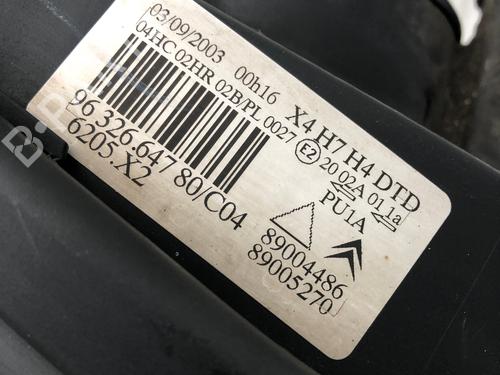 03/09/2003 00h16 X4 H7 H4 DTD
04HC 02HR 02B/PL 0027 E2 20 02A 01 1a
PU1A
96 326 647 80/C04
6205.X2
89004486
89005270
B-P